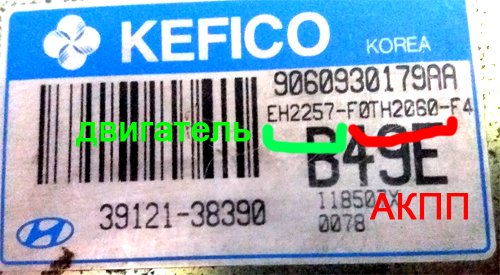 KEFICO
KOREA
9060930179AA
EH2257-F0TH2060-F4
двигатель
B49E
39121-38390
118507X
АКПП
0078